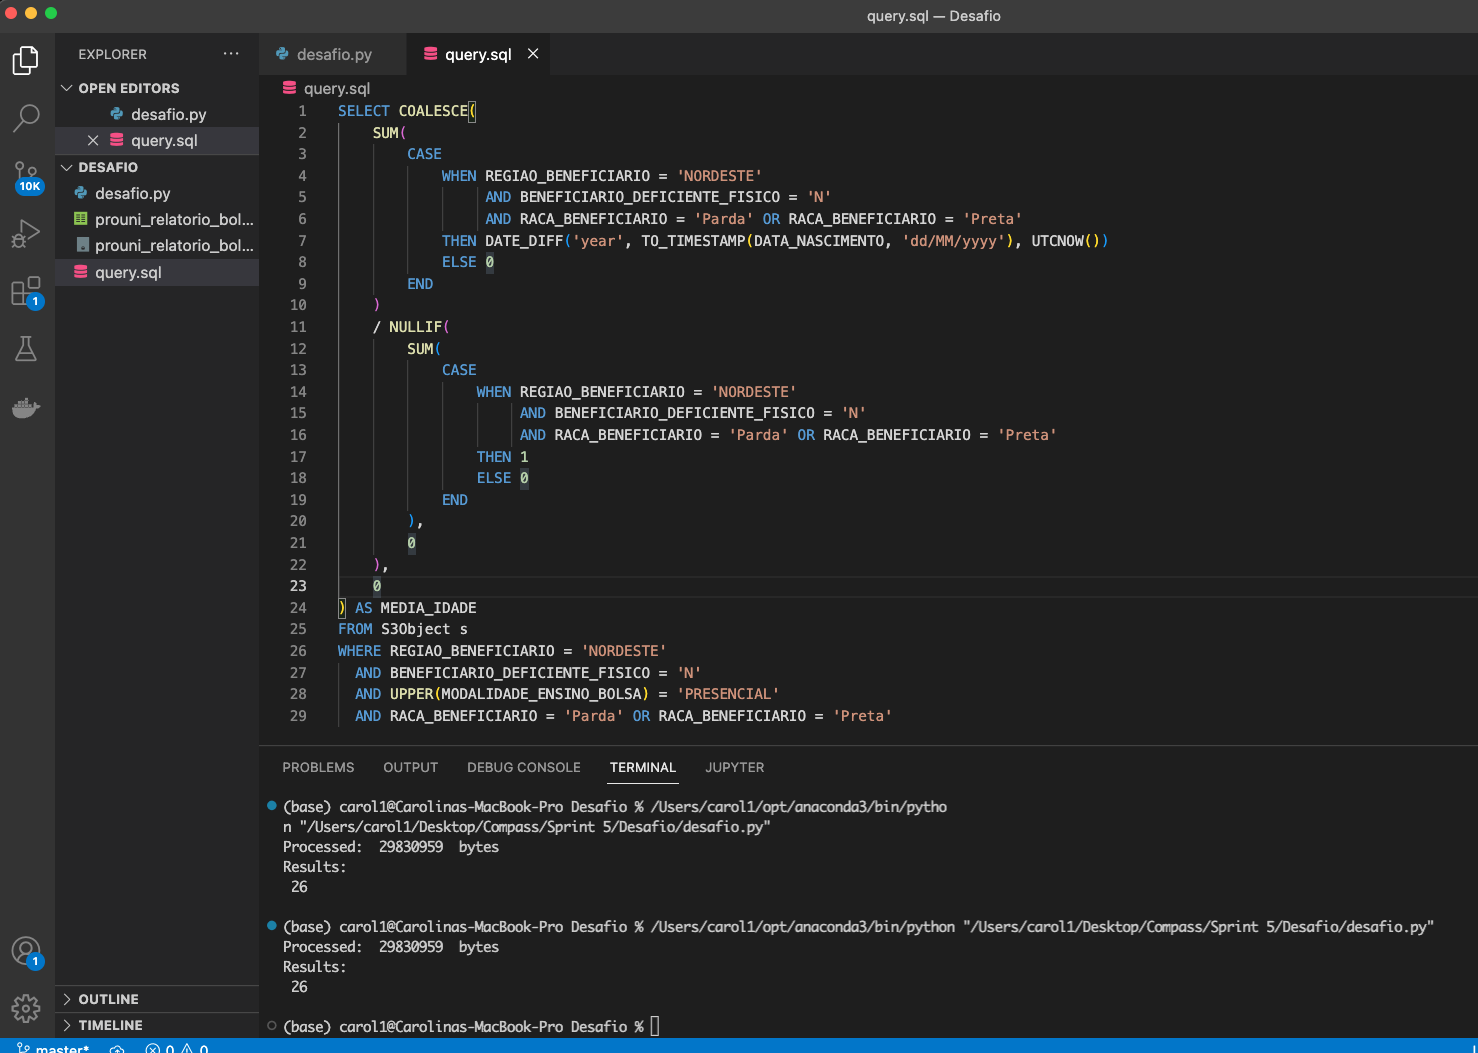 query.sql — Desafio
EXPLORER
OPEN EDITORS
desafio.py
query.sql
DESAFIO
desafio.py
prouni_relatorio_bol...
prouni_relatorio_bol...
query.sql
10K
1
1
OUTLINE
TIMELINE
desafio.py
query.sql
query.sql
1 SELECT COALESCE(
2 SUM(
3 CASE
4 WHEN REGIAO_BENEFICIARIO = 'NORDESTE'
5 AND BENEFICIARIO_DEFICIENTE_FISICO = 'N'
6 AND RACA_BENEFICIARIO = 'Parda' OR RACA_BENEFICIARIO = 'Preta'
7 THEN DATE_DIFF('year', TO_TIMESTAMP(DATA_NASCIMENTO, 'dd/MM/yyyy'), UTCNOW())
8 ELSE 0
9 END
10 )
11 / NULLIF(
12 SUM(
13 CASE
14 WHEN REGIAO_BENEFICIARIO = 'NORDESTE'
15 AND BENEFICIARIO_DEFICIENTE_FISICO = 'N'
16 AND RACA_BENEFICIARIO = 'Parda' OR RACA_BENEFICIARIO = 'Preta'
17 THEN 1
18 ELSE 0
19 END
20 ),
21 0
22 ),
23 0
24 ) AS MEDIA_IDADE
25 FROM S3Object s
26 WHERE REGIAO_BENEFICIARIO = 'NORDESTE'
27 AND BENEFICIARIO_DEFICIENTE_FISICO = 'N'
28 AND UPPER(MODALIDADE_ENSINO_BOLSA) = 'PRESENCIAL'
29 AND RACA_BENEFICIARIO = 'Parda' OR RACA_BENEFICIARIO = 'Preta'
PROBLEMS OUTPUT DEBUG CONSOLE TERMINAL JUPYTER
(base) carol1@Carolinas-MacBook-Pro Desafio % /Users/carol1/opt/anaconda3/bin/pytho
n "/Users/carol1/Desktop/Compass/Sprint 5/Desafio/desafio.py"
Processed: 29830959 bytes
Results:
26
(base) carol1@Carolinas-MacBook-Pro Desafio % /Users/carol1/opt/anaconda3/bin/python "/Users/carol1/Desktop/Compass/Sprint 5/Desafio/desafio.py"
Processed: 29830959 bytes
Results:
26
(base) carol1@Carolinas-MacBook-Pro Desafio %
master* 0 0